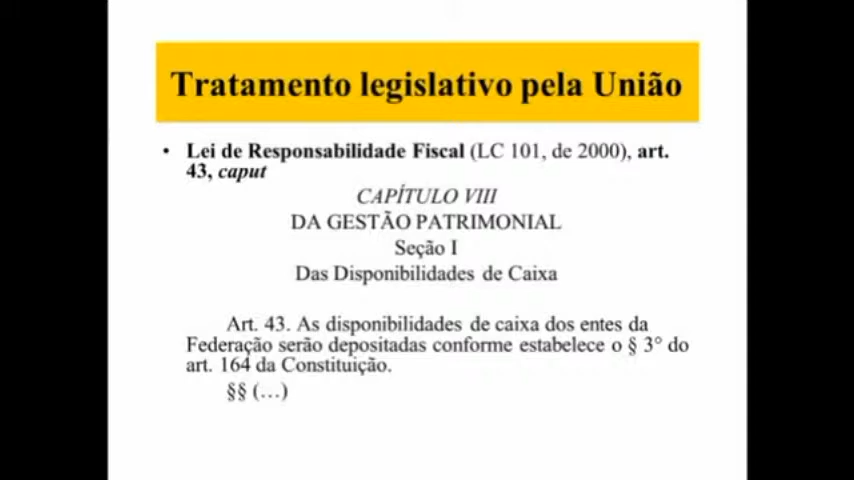 Tratamento legislativo pela União
• Lei de Responsabilidade Fiscal (LC 101, de 2000), art.
43, caput
CAPÍTULO VIII
DA GESTÃO PATRIMONIAL
Seção I
Das Disponibilidades de Caixa
Art. 43. As disponibilidades de caixa dos entes da
Federação serão depositadas conforme estabelece o § 3° do
art. 164 da Constituição.
§§ (…)